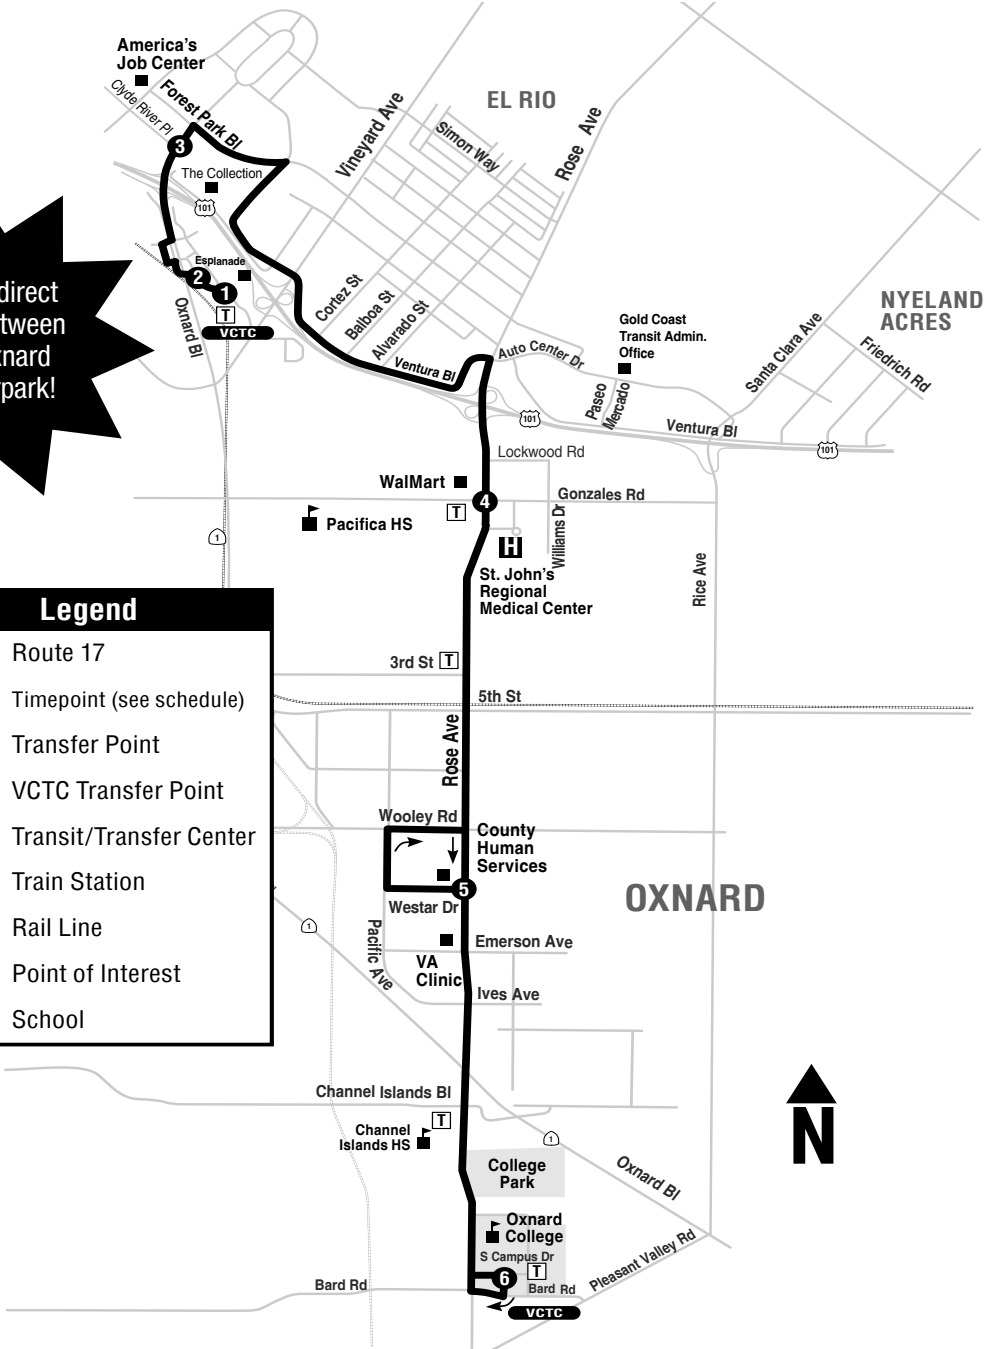 America's
Job Center
Clyde River Pl
Forest Park Bl
3
The Collection
101
Esplanade
2
1
T
VCTC
Oxnard Bl
Vineyard Ave
EL RIO
Simon Way
Rose Ave
Cortez St
Balboa St
Alvarado St
Ventura Bl
Auto Center Dr
Gold Coast
Transit Admin.
Office
Paseo
Mercado
NYELAND
ACRES
Santa Clara Ave
Friedrich Rd
101
Ventura Bl
101
direct
tween
xnard
rpark!
Lockwood Rd
WalMart
4
T
Gonzales Rd
Pacifica HS
Williams Dr
H
St. John's
Regional
Medical Center
Rice Ave
1
Legend
Route 17
Timepoint (see schedule)
Transfer Point
VCTC Transfer Point
Transit/Transfer Center
Train Station
Rail Line
Point of Interest
School
3rd St
T
5th St
Rose Ave
Wooley Rd
County
Human
Services
5
Westar Dr
OXNARD
1
Pacific Ave
Emerson Ave
VA
Clinic
Ives Ave
Channel Islands Bl
T
Channel
Islands HS
1
College
Park
Oxnard Bl
N
Oxnard
College
S Campus Dr
6
T
Bard Rd
Bard Rd
Pleasant Valley Rd
VCTC